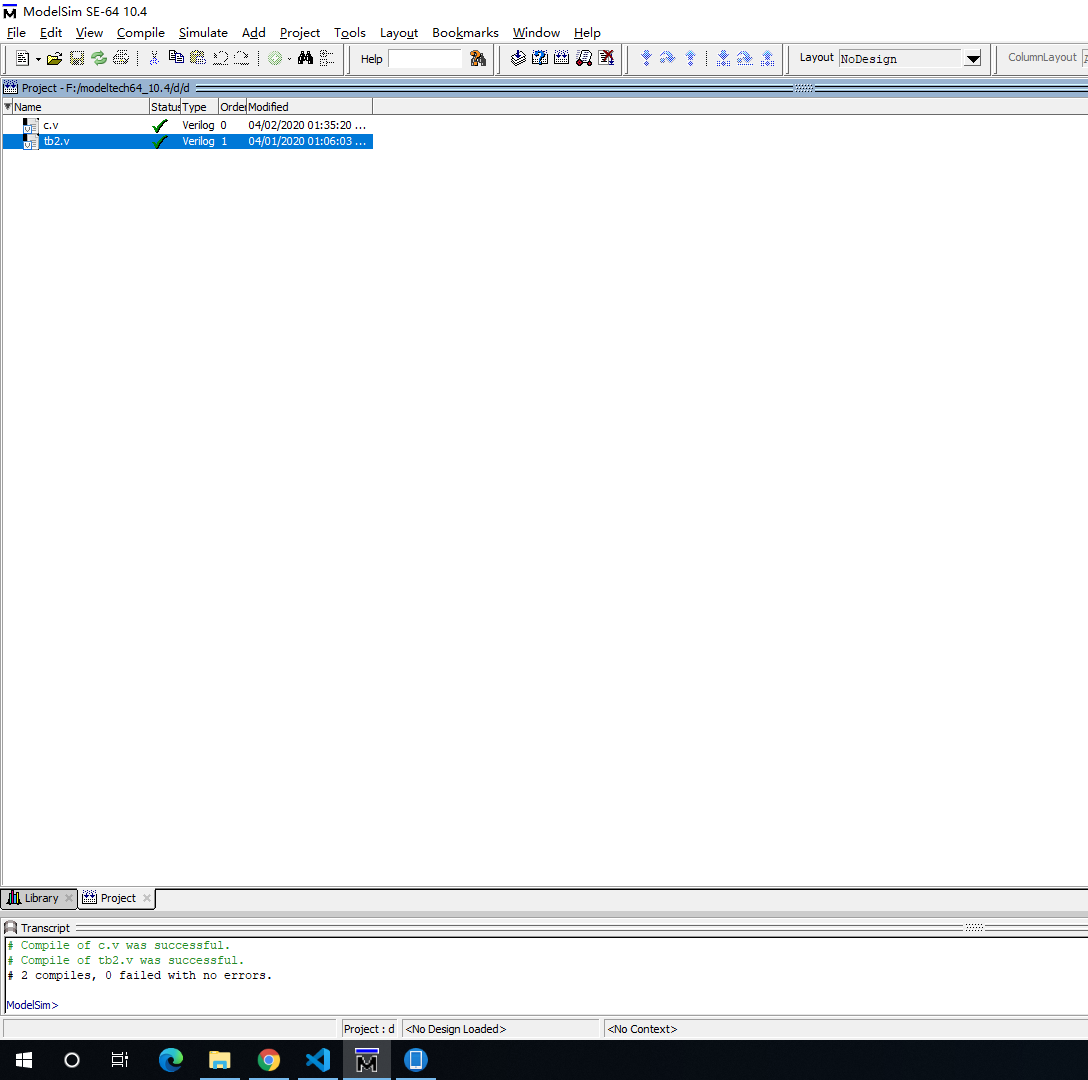 ModelSim SE-64 10.4
File Edit View Compile Simulate Add Project Tools Layout Bookmarks Window Help
Help Layout NoDesign ColumnLayout
Project - F:/modeltech64_10.4/d/d
Name Status Type Order Modified
c.v Verilog 0 04/02/2020 01:35:20 ...
tb2.v Verilog 1 04/01/2020 01:06:03 ...
Library Project
Transcript
# Compile of c.v was successful.
# Compile of tb2.v was successful.
# 2 compiles, 0 failed with no errors.
ModelSim>
Project : d <No Design Loaded> <No Context>